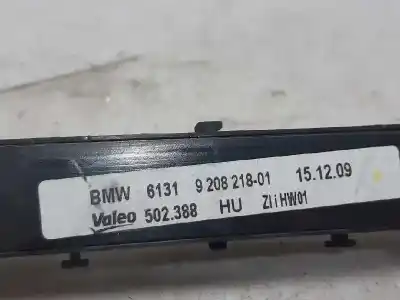 BMW 6131 9 208 218-01 15.12.09
Valeo 502.388 HU ZIiHW01